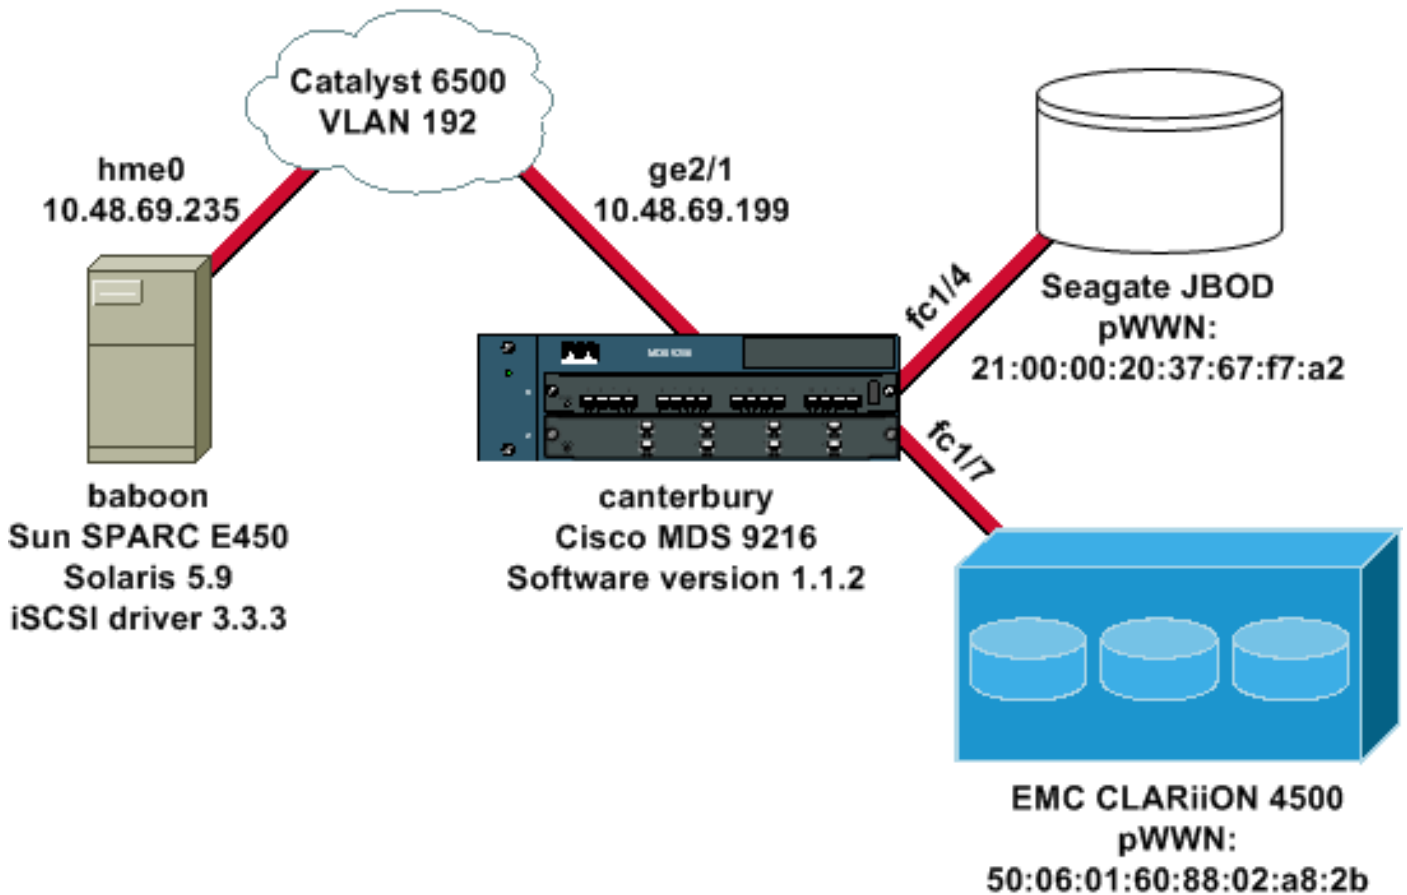 Catalyst 6500
VLAN 192
hme0
10.48.69.235
ge2/1
10.48.69.199
fc1/4
Seagate JBOD
pWWN:
21:00:00:20:37:67:f7:a2
fc1/7
baboon
Sun SPARC E450
Solaris 5.9
iSCSI driver 3.3.3
canterbury
Cisco MDS 9216
Software version 1.1.2
EMC CLARiiON 4500
pWWN:
50:06:01:60:88:02:a8:2b